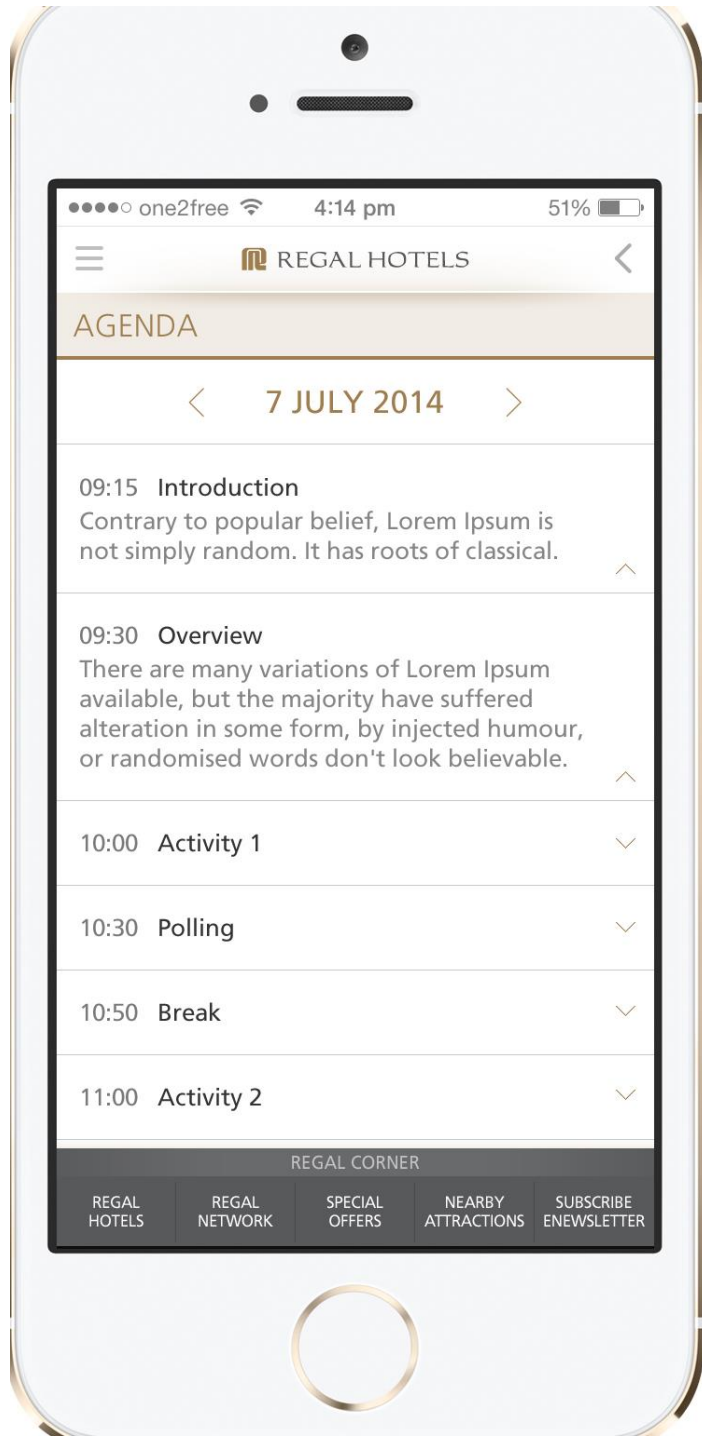 one2free 4:14 pm 51%
REGAL HOTELS
AGENDA
7 JULY 2014
09:15 Introduction
Contrary to popular belief, Lorem Ipsum is
not simply random. It has roots of classical.
09:30 Overview
There are many variations of Lorem Ipsum
available, but the majority have suffered
alteration in some form, by injected humour,
or randomised words don't look believable.
10:00 Activity 1
10:30 Polling
10:50 Break
11:00 Activity 2
REGAL CORNER
REGAL
HOTELS
REGAL
NETWORK
SPECIAL
OFFERS
NEARBY
ATTRACTIONS
SUBSCRIBE
ENEWSLETTER